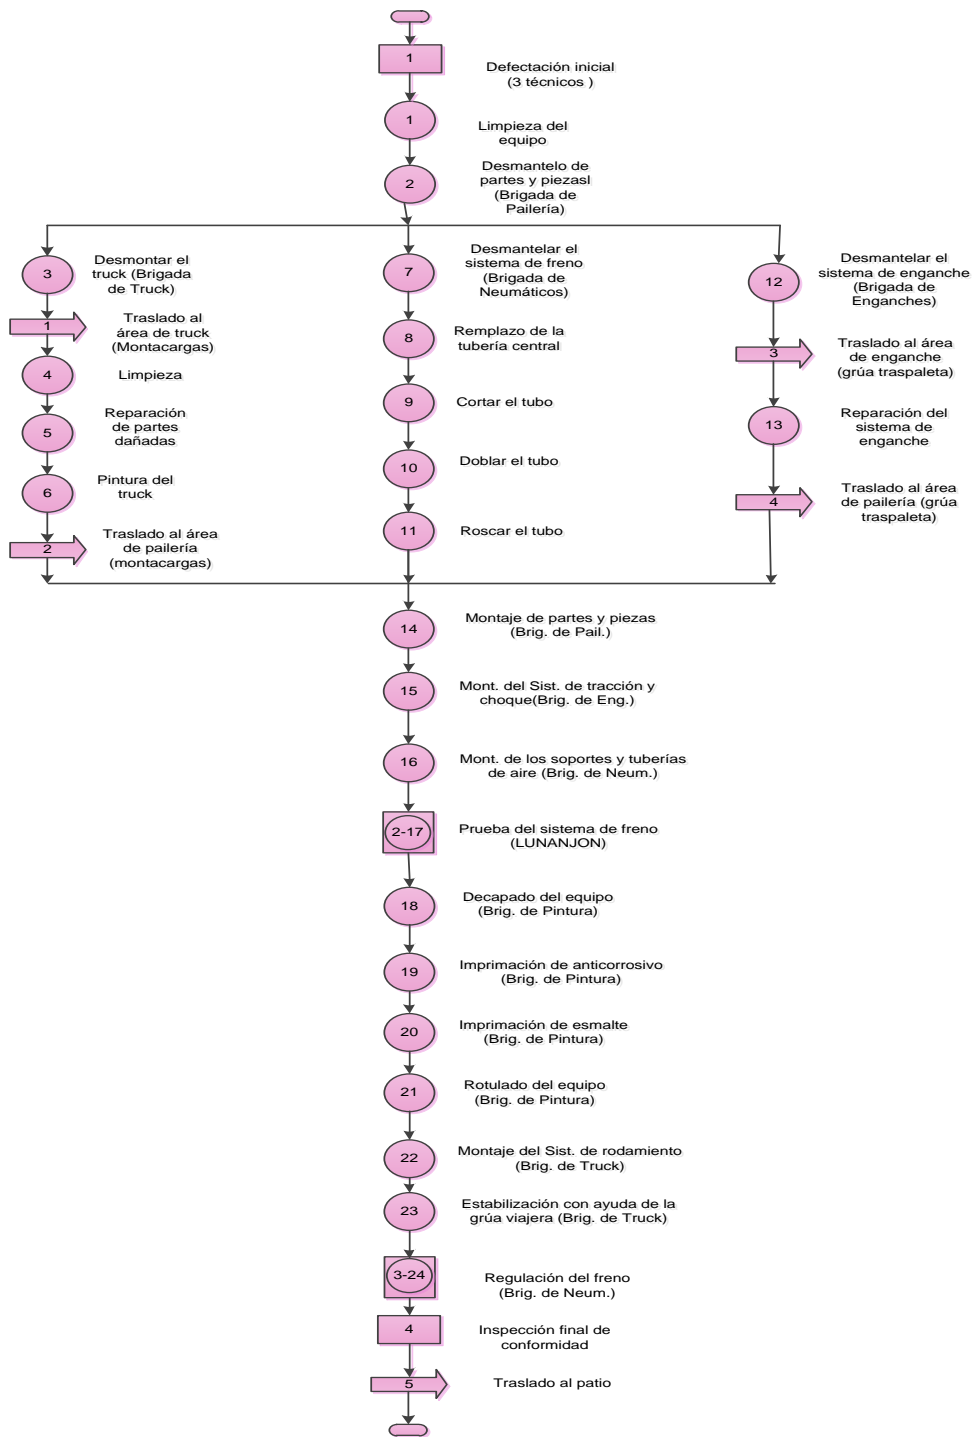 1
Defectación inicial
(3 técnicos )
1
Limpieza del
equipo
2
Desmantelo de
partes y piezasl
(Brigada de
Pailería)
3
Desmontar el
truck (Brigada
de Truck)
1
Traslado al
área de truck
(Montacargas)
4
Limpieza
5
Reparación
de partes
dañadas
6
Pintura del
truck
2
Traslado al área
de pailería
(montacargas)
7
Desmantelar el
sistema de freno
(Brigada de
Neumáticos)
8
Remplazo de la
tubería central
9
Cortar el tubo
10
Doblar el tubo
11
Roscar el tubo
12
Desmantelar el
sistema de enganche
(Brigada de
Enganches)
3
Traslado al área
de enganche
(grúa traspaleta)
13
Reparación del
sistema de
enganche
4
Traslado al área
de pailería (grúa
traspaleta)
14
Montaje de partes y piezas
(Brig. de Pail.)
15
Mont. del Sist. de tracción y
choque(Brig. de Eng.)
16
Mont. de los soportes y tuberías
de aire (Brig. de Neum.)
2-17
Prueba del sistema de freno
(LUNANJON)
18
Decapado del equipo
(Brig. de Pintura)
19
Imprimación de anticorrosivo
(Brig. de Pintura)
20
Imprimación de esmalte
(Brig. de Pintura)
21
Rotulado del equipo
(Brig. de Pintura)
22
Montaje del Sist. de rodamiento
(Brig. de Truck)
23
Estabilización con ayuda de la
grúa viajera (Brig. de Truck)
3-24
Regulación del freno
(Brig. de Neum.)
4
Inspección final de
conformidad
5
Traslado al patio